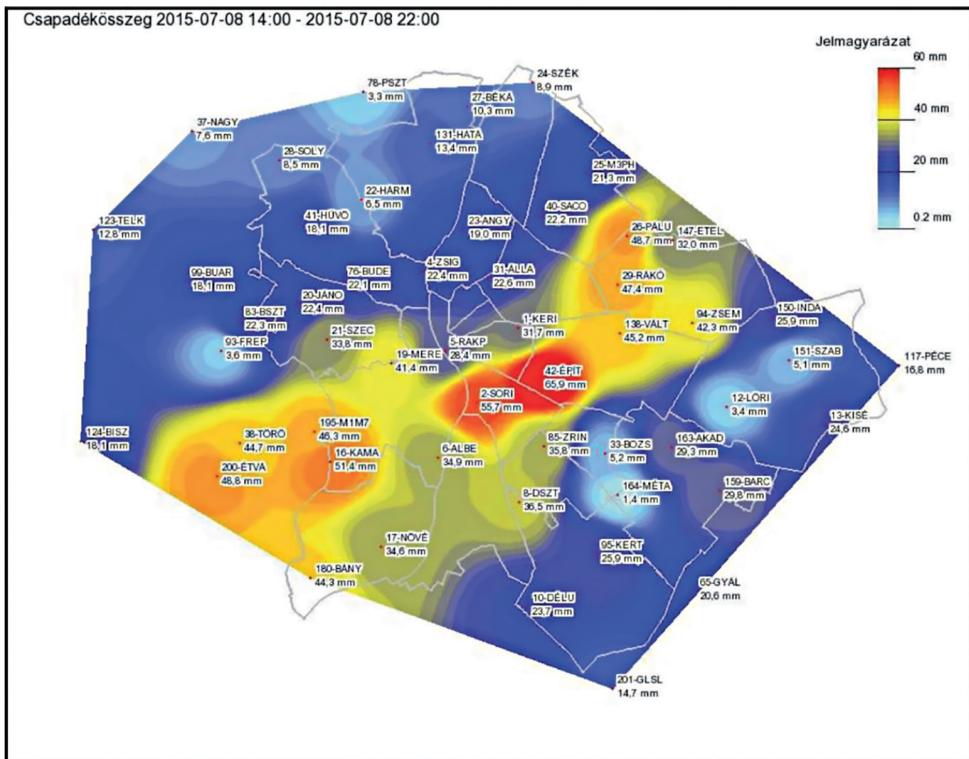 Csapadékösszeg 2015-07-08 14:00 - 2015-07-08 22:00
Jelmagyarázat
60 mm
40 mm
20 mm
0.2 mm
24-SZÉK
8,9 mm
78-PSZT
3,3 mm
27-BÉKA
10,3 mm
37-NAGY
7,6 mm
131-HATA
13,4 mm
28-SOLY
8,5 mm
25-M3PH
21,3 mm
22-HÁRM
6,5 mm
40-SACO
22,2 mm
41-HŰVÖ
18,1 mm
23-ANGY
19,0 mm
123-TELK
12,8 mm
26-PALU
48,7 mm
147-ETEL
32,0 mm
4-ZSIG
22,4 mm
31-ALLA
22,6 mm
99-BUAR
18,1 mm
76-BUDE
22,1 mm
29-RÁKÓ
47,4 mm
20-JÁNO
22,4 mm
83-BSZT
22,3 mm
150-INDA
25,9 mm
94-ZSEM
42,3 mm
1-KERI
31,7 mm
138-VÁLT
45,2 mm
21-SZÉC
33,8 mm
93-FREP
3,6 mm
5-RAKP
28,4 mm
19-MERE
41,4 mm
151-SZAB
5,1 mm
117-PÉCE
16,8 mm
42-ÉPÍT
65,9 mm
2-SORI
55,7 mm
12-LŐRI
3,4 mm
13-KISÉ
24,6 mm
195-M1M7
46,3 mm
124-BISZ
18,1 mm
38-TÖRÖ
44,7 mm
85-ZRIN
35,8 mm
33-BOZS
5,2 mm
163-AKAD
29,3 mm
6-ALBE
34,9 mm
16-KAMA
51,4 mm
200-ÉTVA
48,8 mm
164-MÉTA
1,4 mm
159-BARC
29,8 mm
8-DSZT
36,5 mm
17-NÖVÉ
34,6 mm
95-KERT
25,9 mm
180-BÁNY
44,3 mm
65-GYÁL
20,6 mm
10-DÉLU
23,7 mm
201-GLSL
14,7 mm